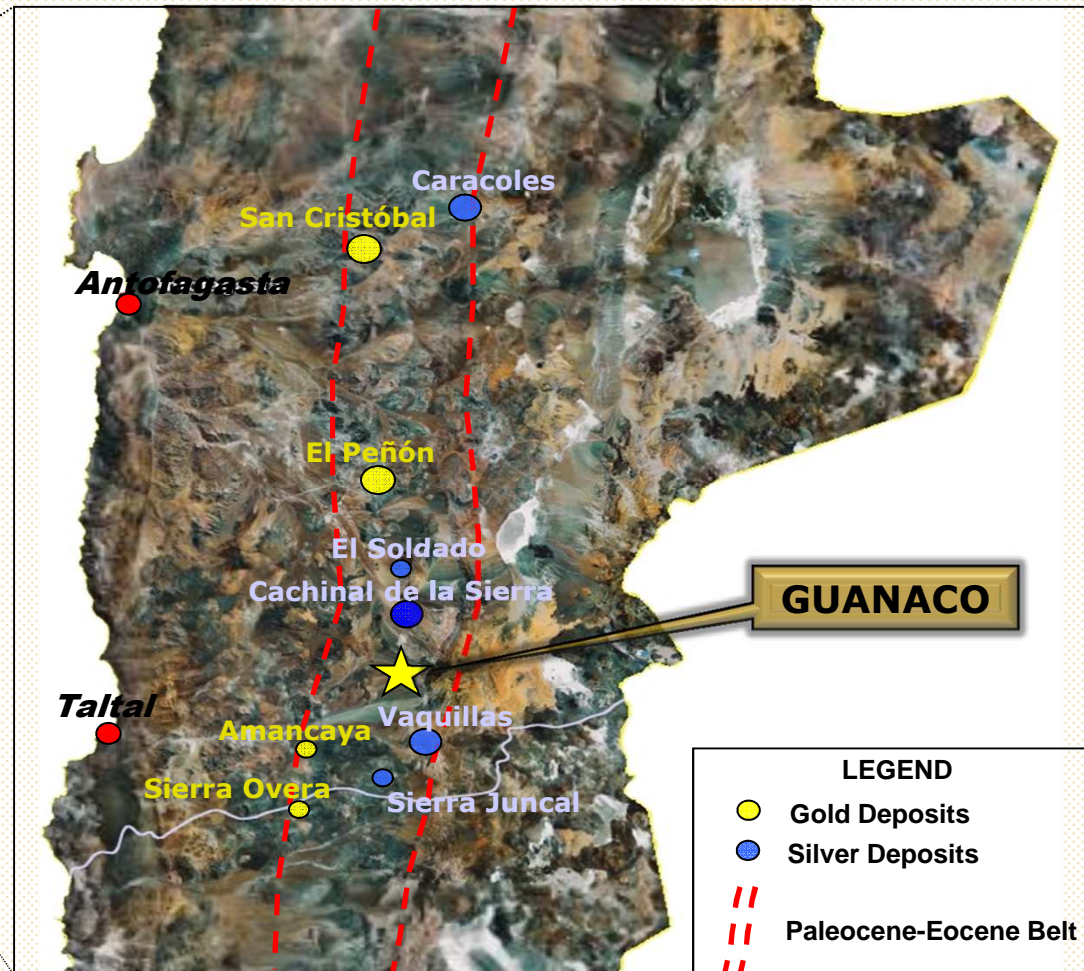 Caracoles
San Cristóbal
Antofagasta
El Peñón
El Soldado
Cachinal de la Sierra
GUANACO
Taltal
Vaquillas
Amancaya
Sierra Overa
Sierra Juncal
LEGEND
Gold Deposits
Silver Deposits
Paleocene-Eocene Belt